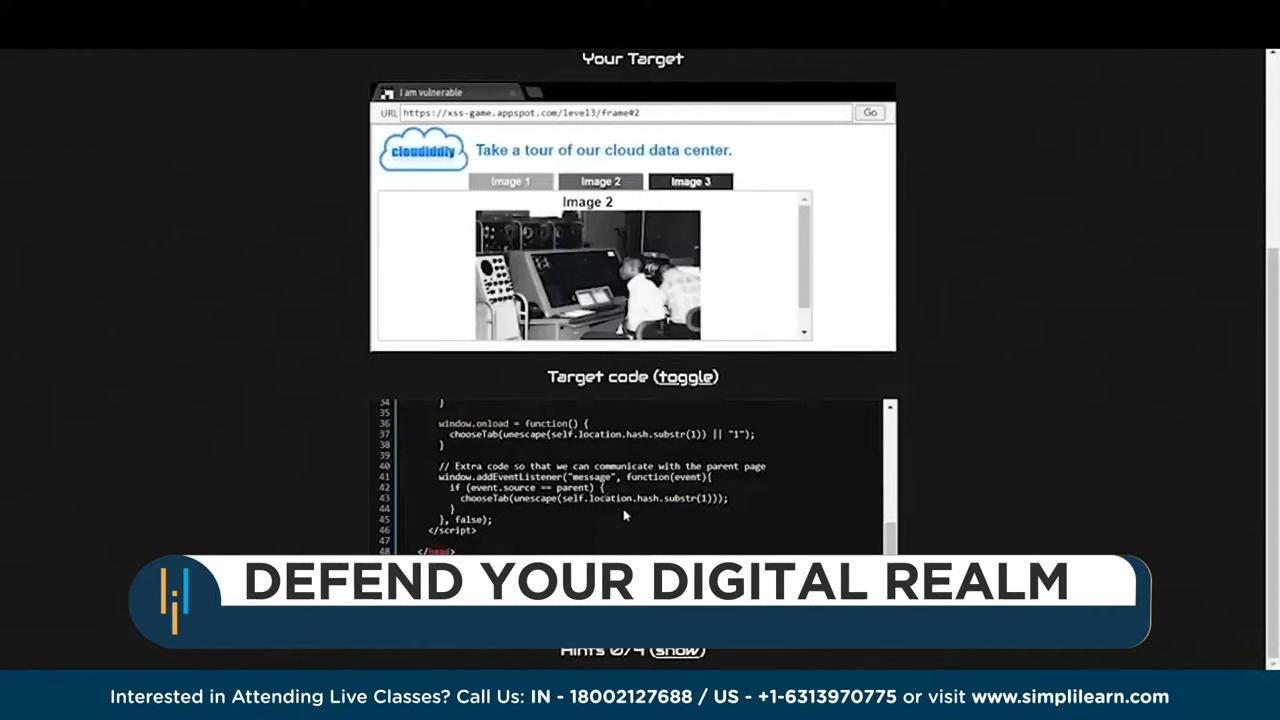 Your Target
I am vulnerable
URL https://xss-game.appspot.com/level3/frame#2 Go
cloudiddly Take a tour of our cloud data center.
Image 1 Image 2 Image 3
Image 2
Target code (toggle)
34 }
35
36 window.onload = function() {
37 chooseTab(unescape(self.location.hash.substr(1)) || "1");
38 }
39
40 // Extra code so that we can communicate with the parent page
41 window.addEventListener("message", function(event){
42 if (event.source == parent) {
43 chooseTab(unescape(self.location.hash.substr(1)));
44 }
45 }, false);
46 </script>
47
48 </head>
DEFEND YOUR DIGITAL REALM
Hints 0/4 (show)
Interested in Attending Live Classes? Call Us: IN - 18002127688 / US - +1-6313970775 or visit www.simplilearn.com